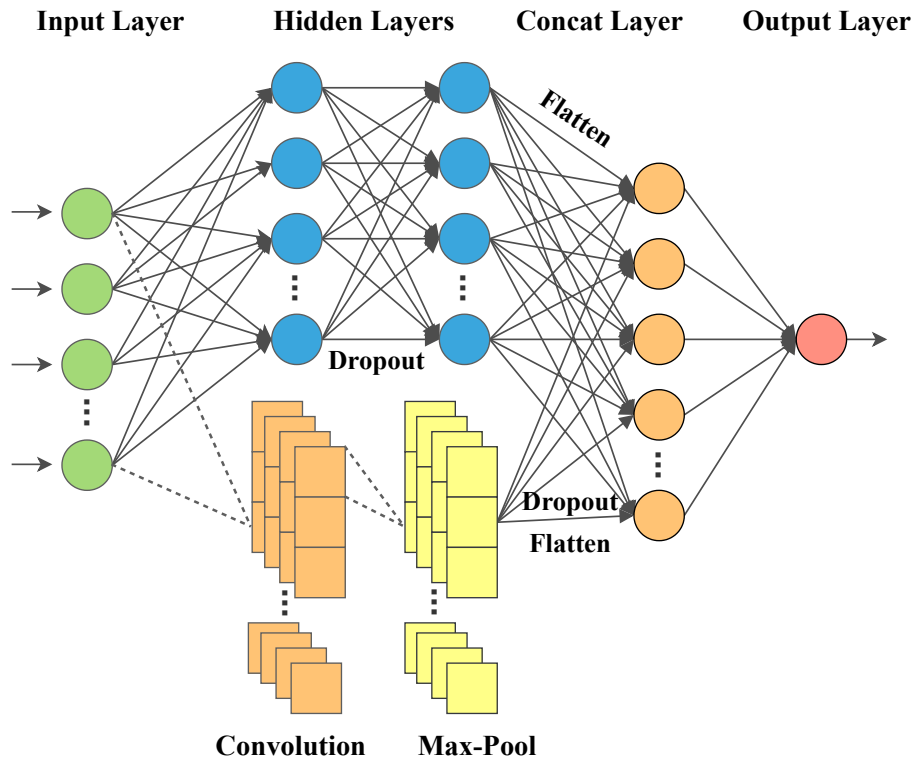 Input Layer
Hidden Layers
Concat Layer
Output Layer
Flatten
Dropout
Dropout
Flatten
Convolution
Max-Pool